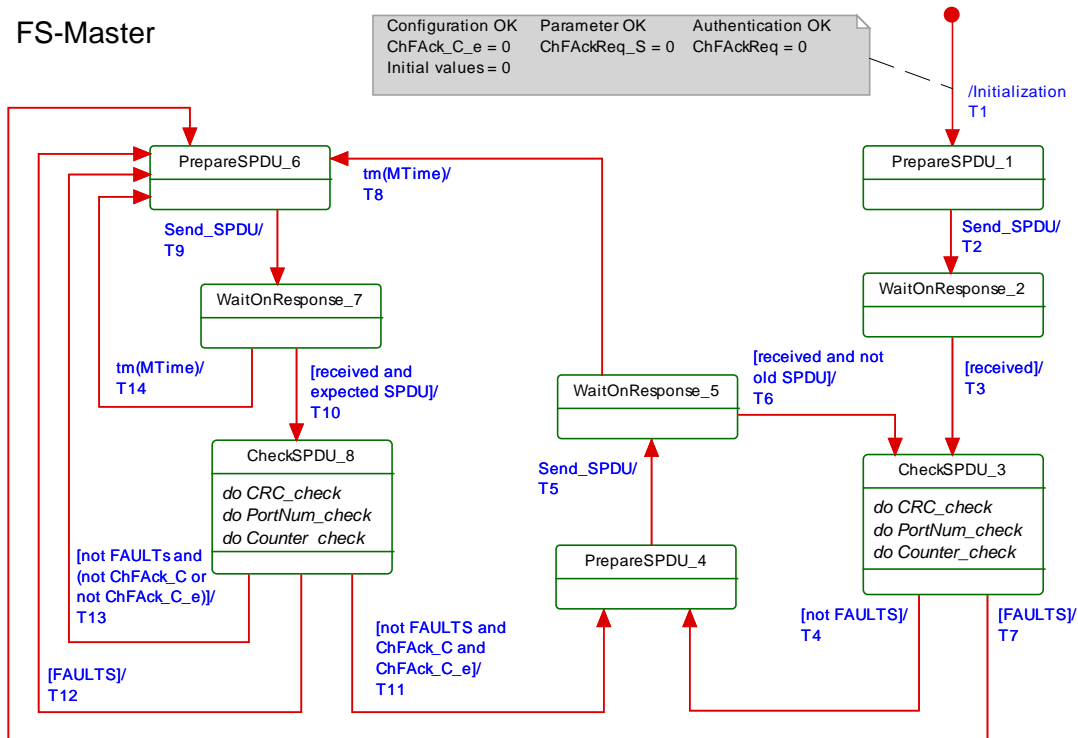 FS-Master
Configuration OK Parameter OK Authentication OK
ChFAck_C_e = 0 ChFAckReq_S = 0 ChFAckReq = 0
Initial values = 0
/Initialization
T1
PrepareSPDU_6
tm(MTime)/
T8
PrepareSPDU_1
Send_SPDU/
T9
Send_SPDU/
T2
WaitOnResponse_7
WaitOnResponse_2
tm(MTime)/
T14
[received and
expected SPDU]/
T10
[received and not
old SPDU]/
T6
[received]/
T3
WaitOnResponse_5
CheckSPDU_8
do CRC_check
do PortNum_check
do Counter_check
Send_SPDU/
T5
CheckSPDU_3
do CRC_check
do PortNum_check
do Counter_check
PrepareSPDU_4
[not FAULTs and
(not ChFAck_C or
not ChFAck_C_e)]/
T13
[FAULTS]/
T12
[not FAULTS and
ChFAck_C and
ChFAck_C_e]/
T11
[not FAULTS]/
T4
[FAULTS]/
T7